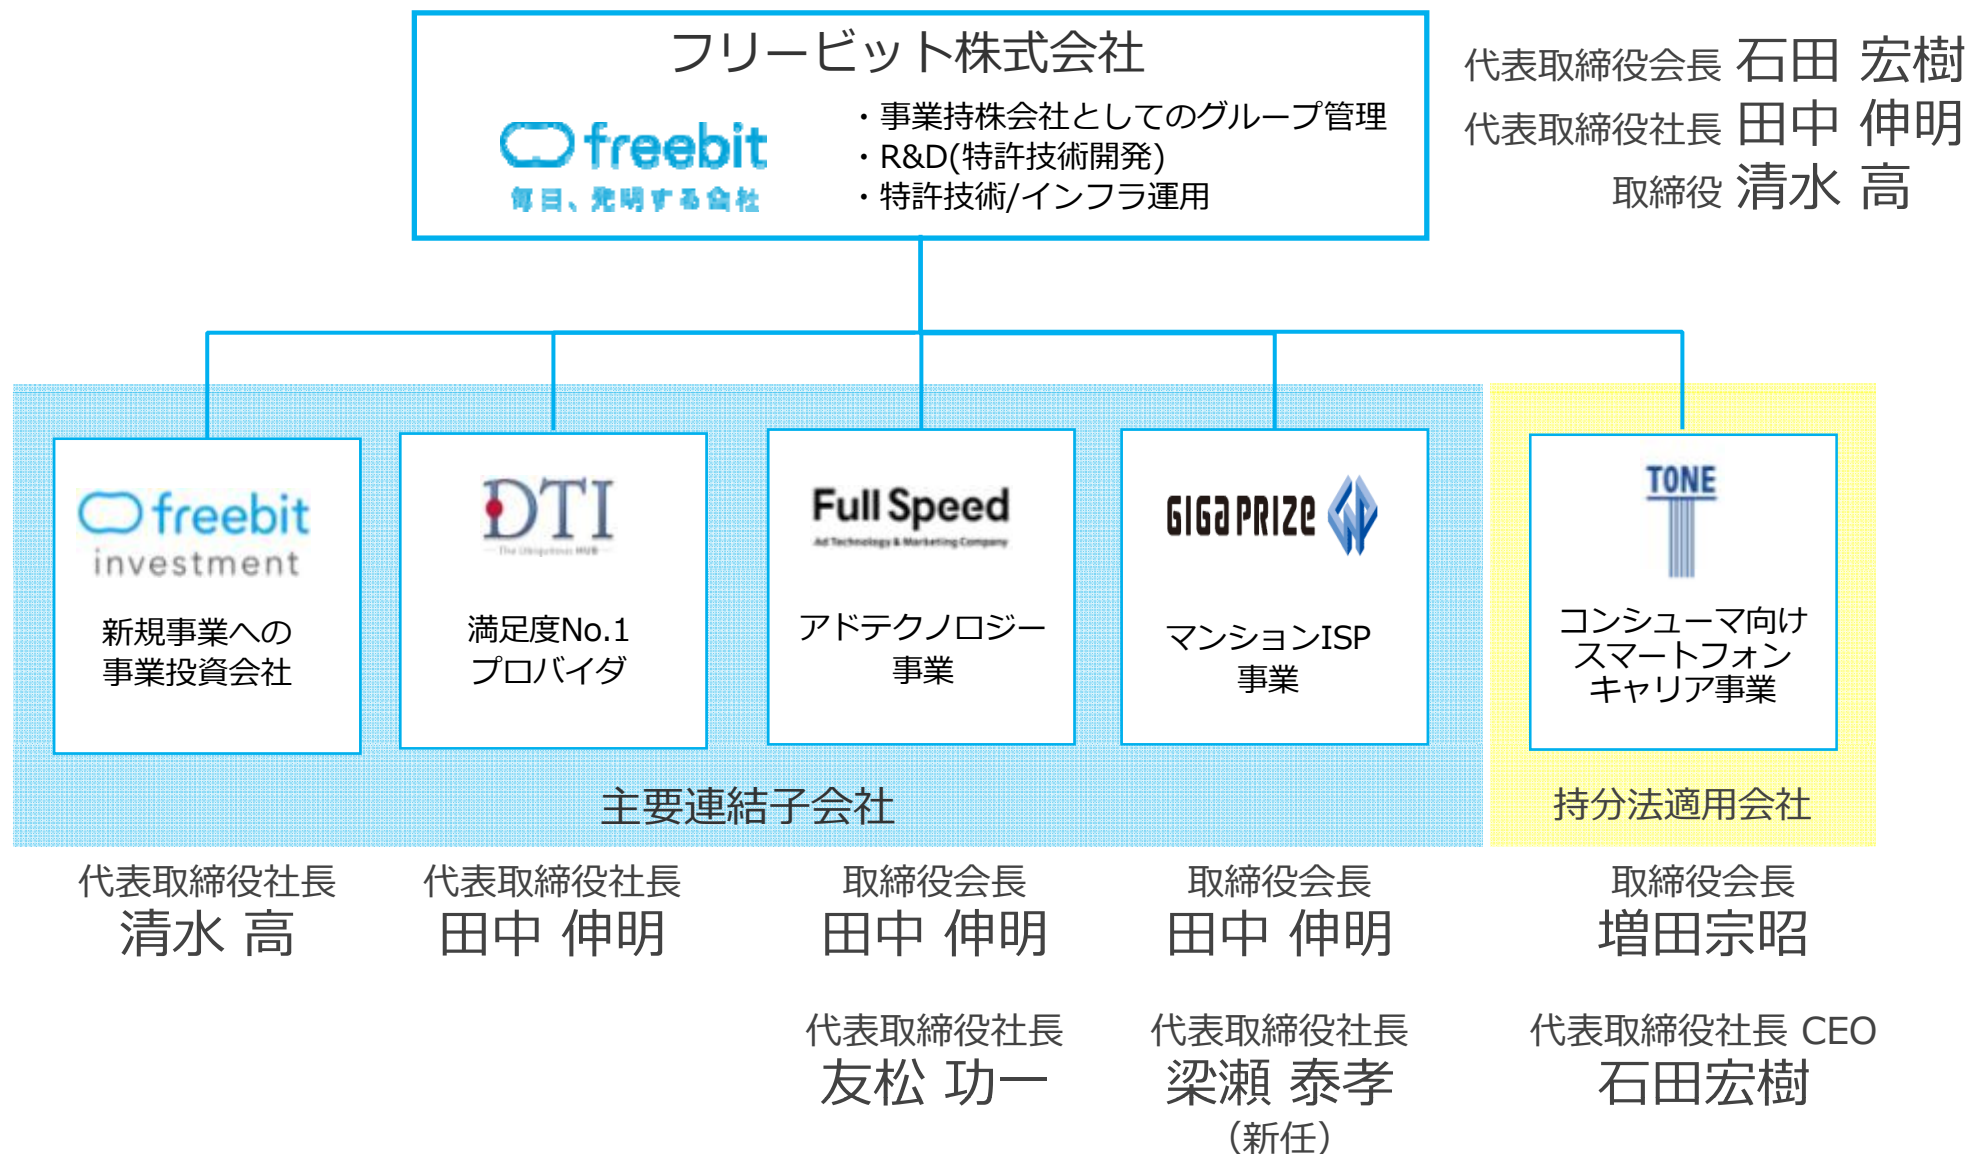 フリービット株式会社
freebit
毎日、発明する会社
・事業持株会社としてのグループ管理
・R&D(特許技術開発)
・特許技術/インフラ運用
代表取締役会長 石田 宏樹
代表取締役社長 田中 伸明
取締役 清水 高
freebit
investment
新規事業への
事業投資会社
DTI
The Ubiquitous HUB
満足度No.1
プロバイダ
Full Speed
Ad Technology & Marketing Company
アドテクノロジー
事業
GIGA PRIZE
マンションISP
事業
TONE
コンシューマ向け
スマートフォン
キャリア事業
主要連結子会社
持分法適用会社
代表取締役社長
清水 高
代表取締役社長
田中 伸明
取締役会長
田中 伸明
代表取締役社長
友松 功一
取締役会長
田中 伸明
代表取締役社長
梁瀬 泰孝
（新任）
取締役会長
増田宗昭
代表取締役社長 CEO
石田宏樹